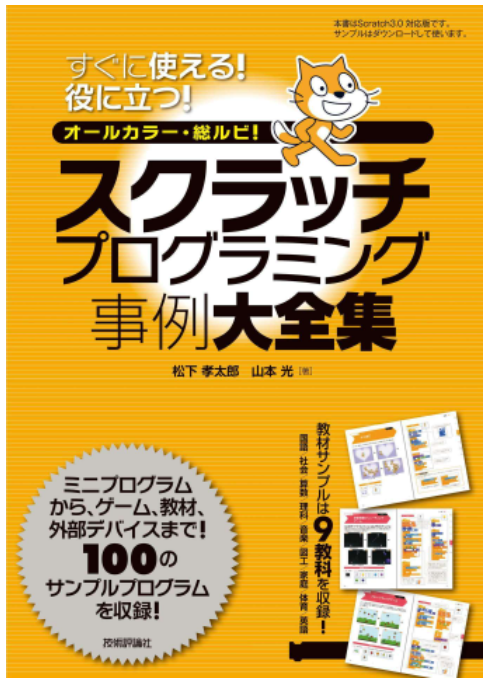 本書はScratch3.0 対応版です。
サンプルはダウンロードして使います。
すぐに使える!
役に立つ!
オールカラー・総ルビ!
スクラッチ
プログラミング
事例大全集
松下 孝太郎 山本 光 [著]
教材サンプルは9教科を収録!
国語・社会・算数・理科・音楽・図工・家庭・体育・英語
ミニプログラム
から、ゲーム、教材、
外部デバイスまで!
100の
サンプルプログラム
を収録!
技術評論社